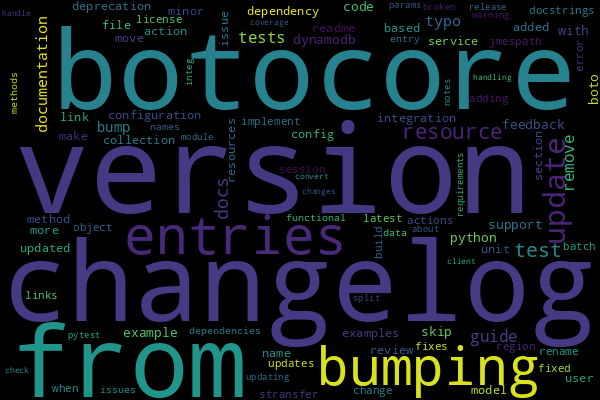 handle deprecation minor code params broken release
license dependency docstrings warning
file issue readme typo coverage
move action tests dynamodb based entry added with
documentation botocore service jmespath error
methods integ notes handling boto
link configuration names implement integration adding
bump resource feedback
make collection module config
version
docs resources session convert changes requirements section update remove
method entries functional latest actions support
more object data about python test
updated build unit batch
changelog client
links split
from pytest example dependencies examples skip guide
name review fixes region rename
check updates bumping fixed
when issues updating change model user
stransfer